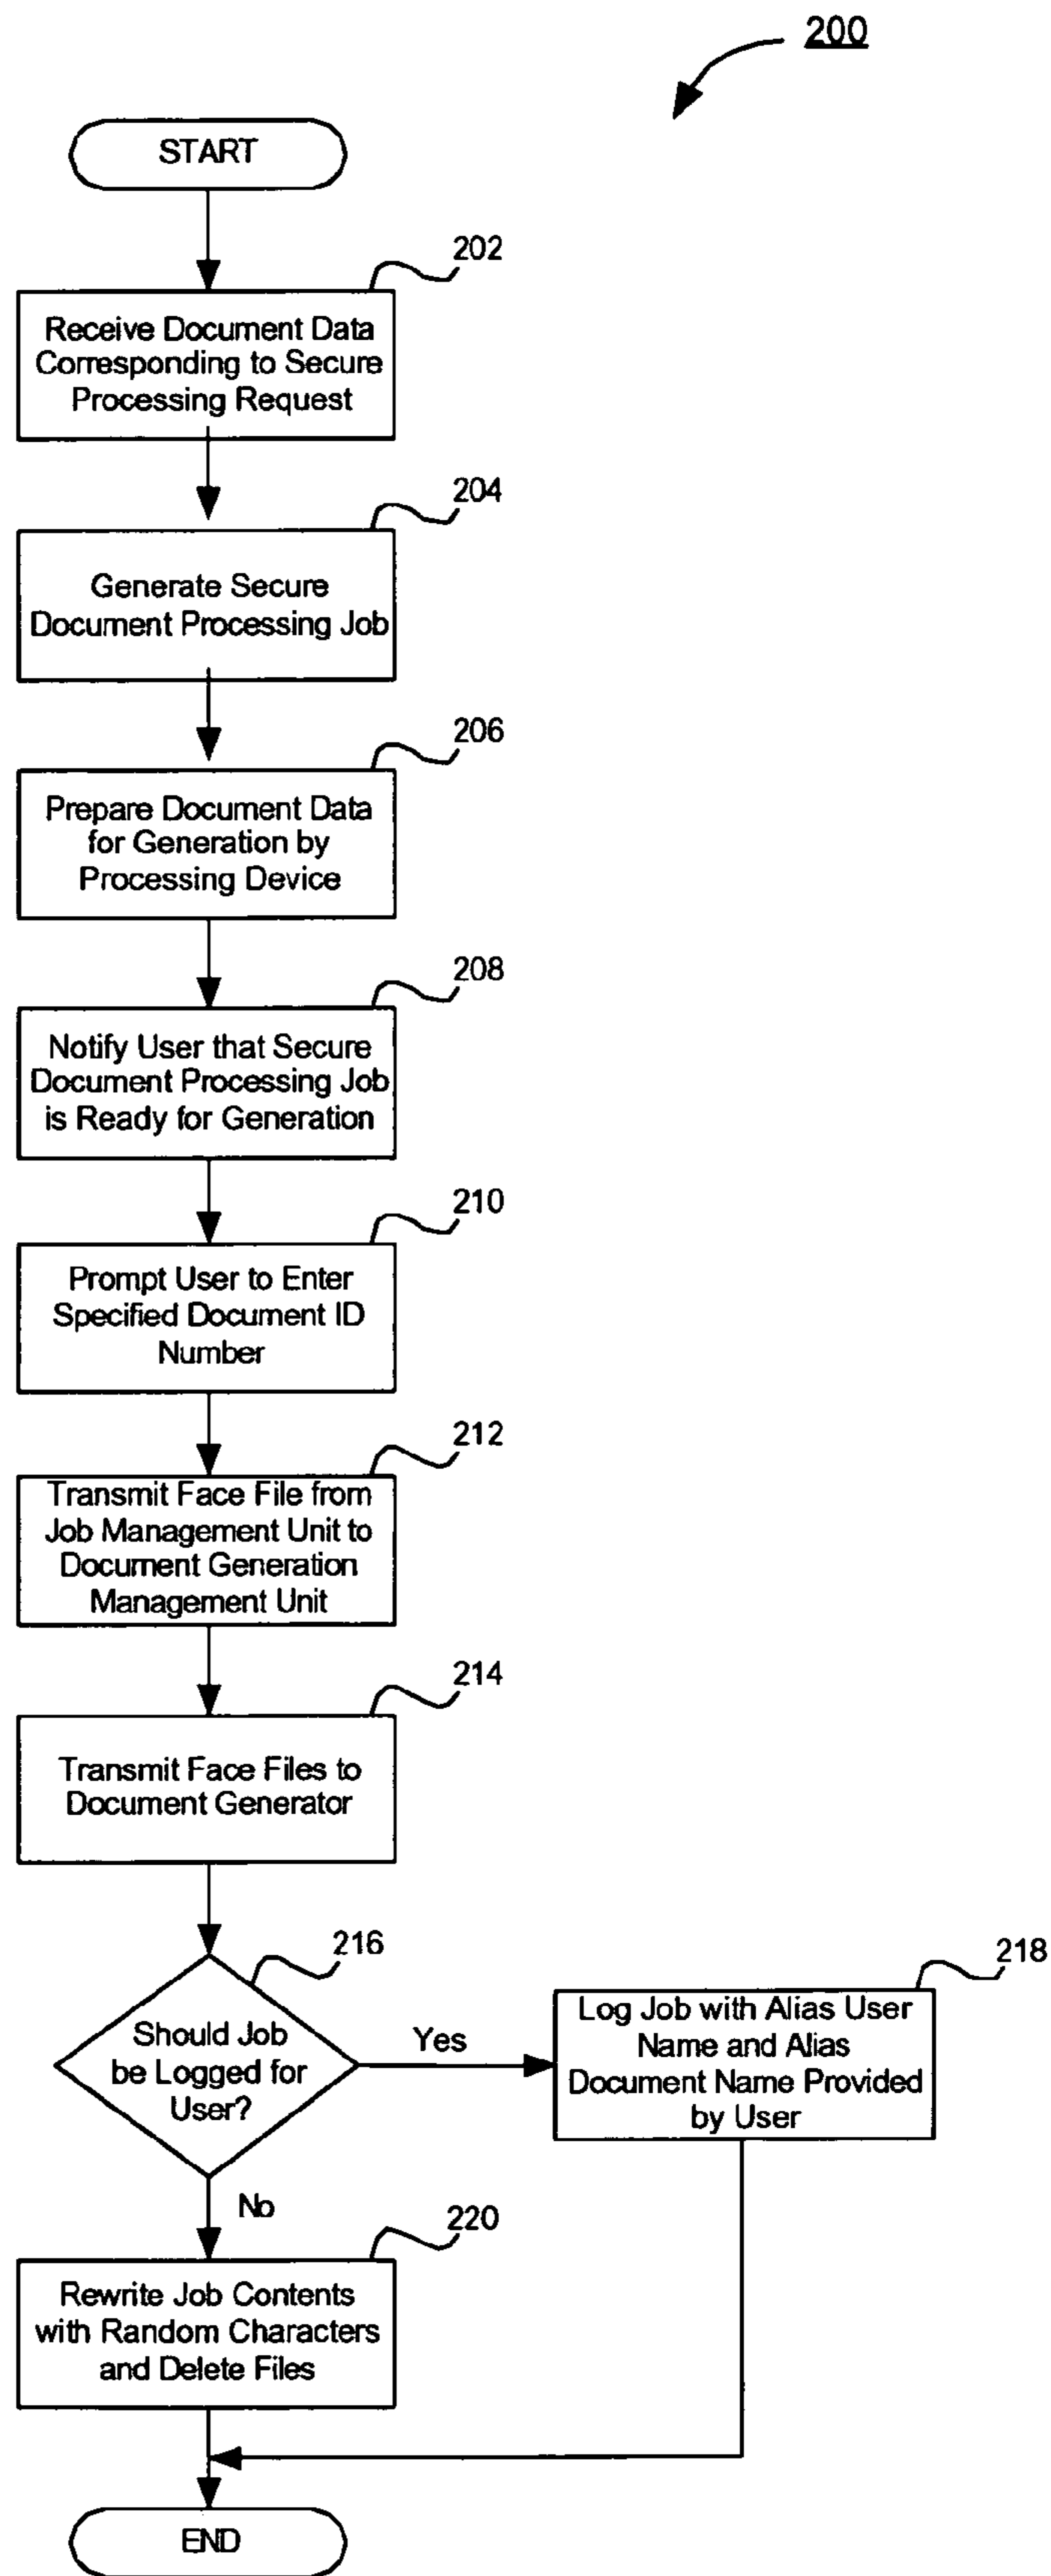 200
START
202
Receive Document Data
Corresponding to Secure
Processing Request
204
Generate Secure
Document Processing Job
206
Prepare Document Data
for Generation by
Processing Device
208
Notify User that Secure
Document Processing Job
is Ready for Generation
210
Prompt User to Enter
Specified Document ID
Number
212
Transmit Face File from
Job Management Unit to
Document Generation
Management Unit
214
Transmit Face Files to
Document Generator
216
Should Job
be Logged for
User?
Yes
218
Log Job with Alias User
Name and Alias
Document Name Provided
by User
No
220
Rewrite Job Contents
with Random Characters
and Delete Files
END